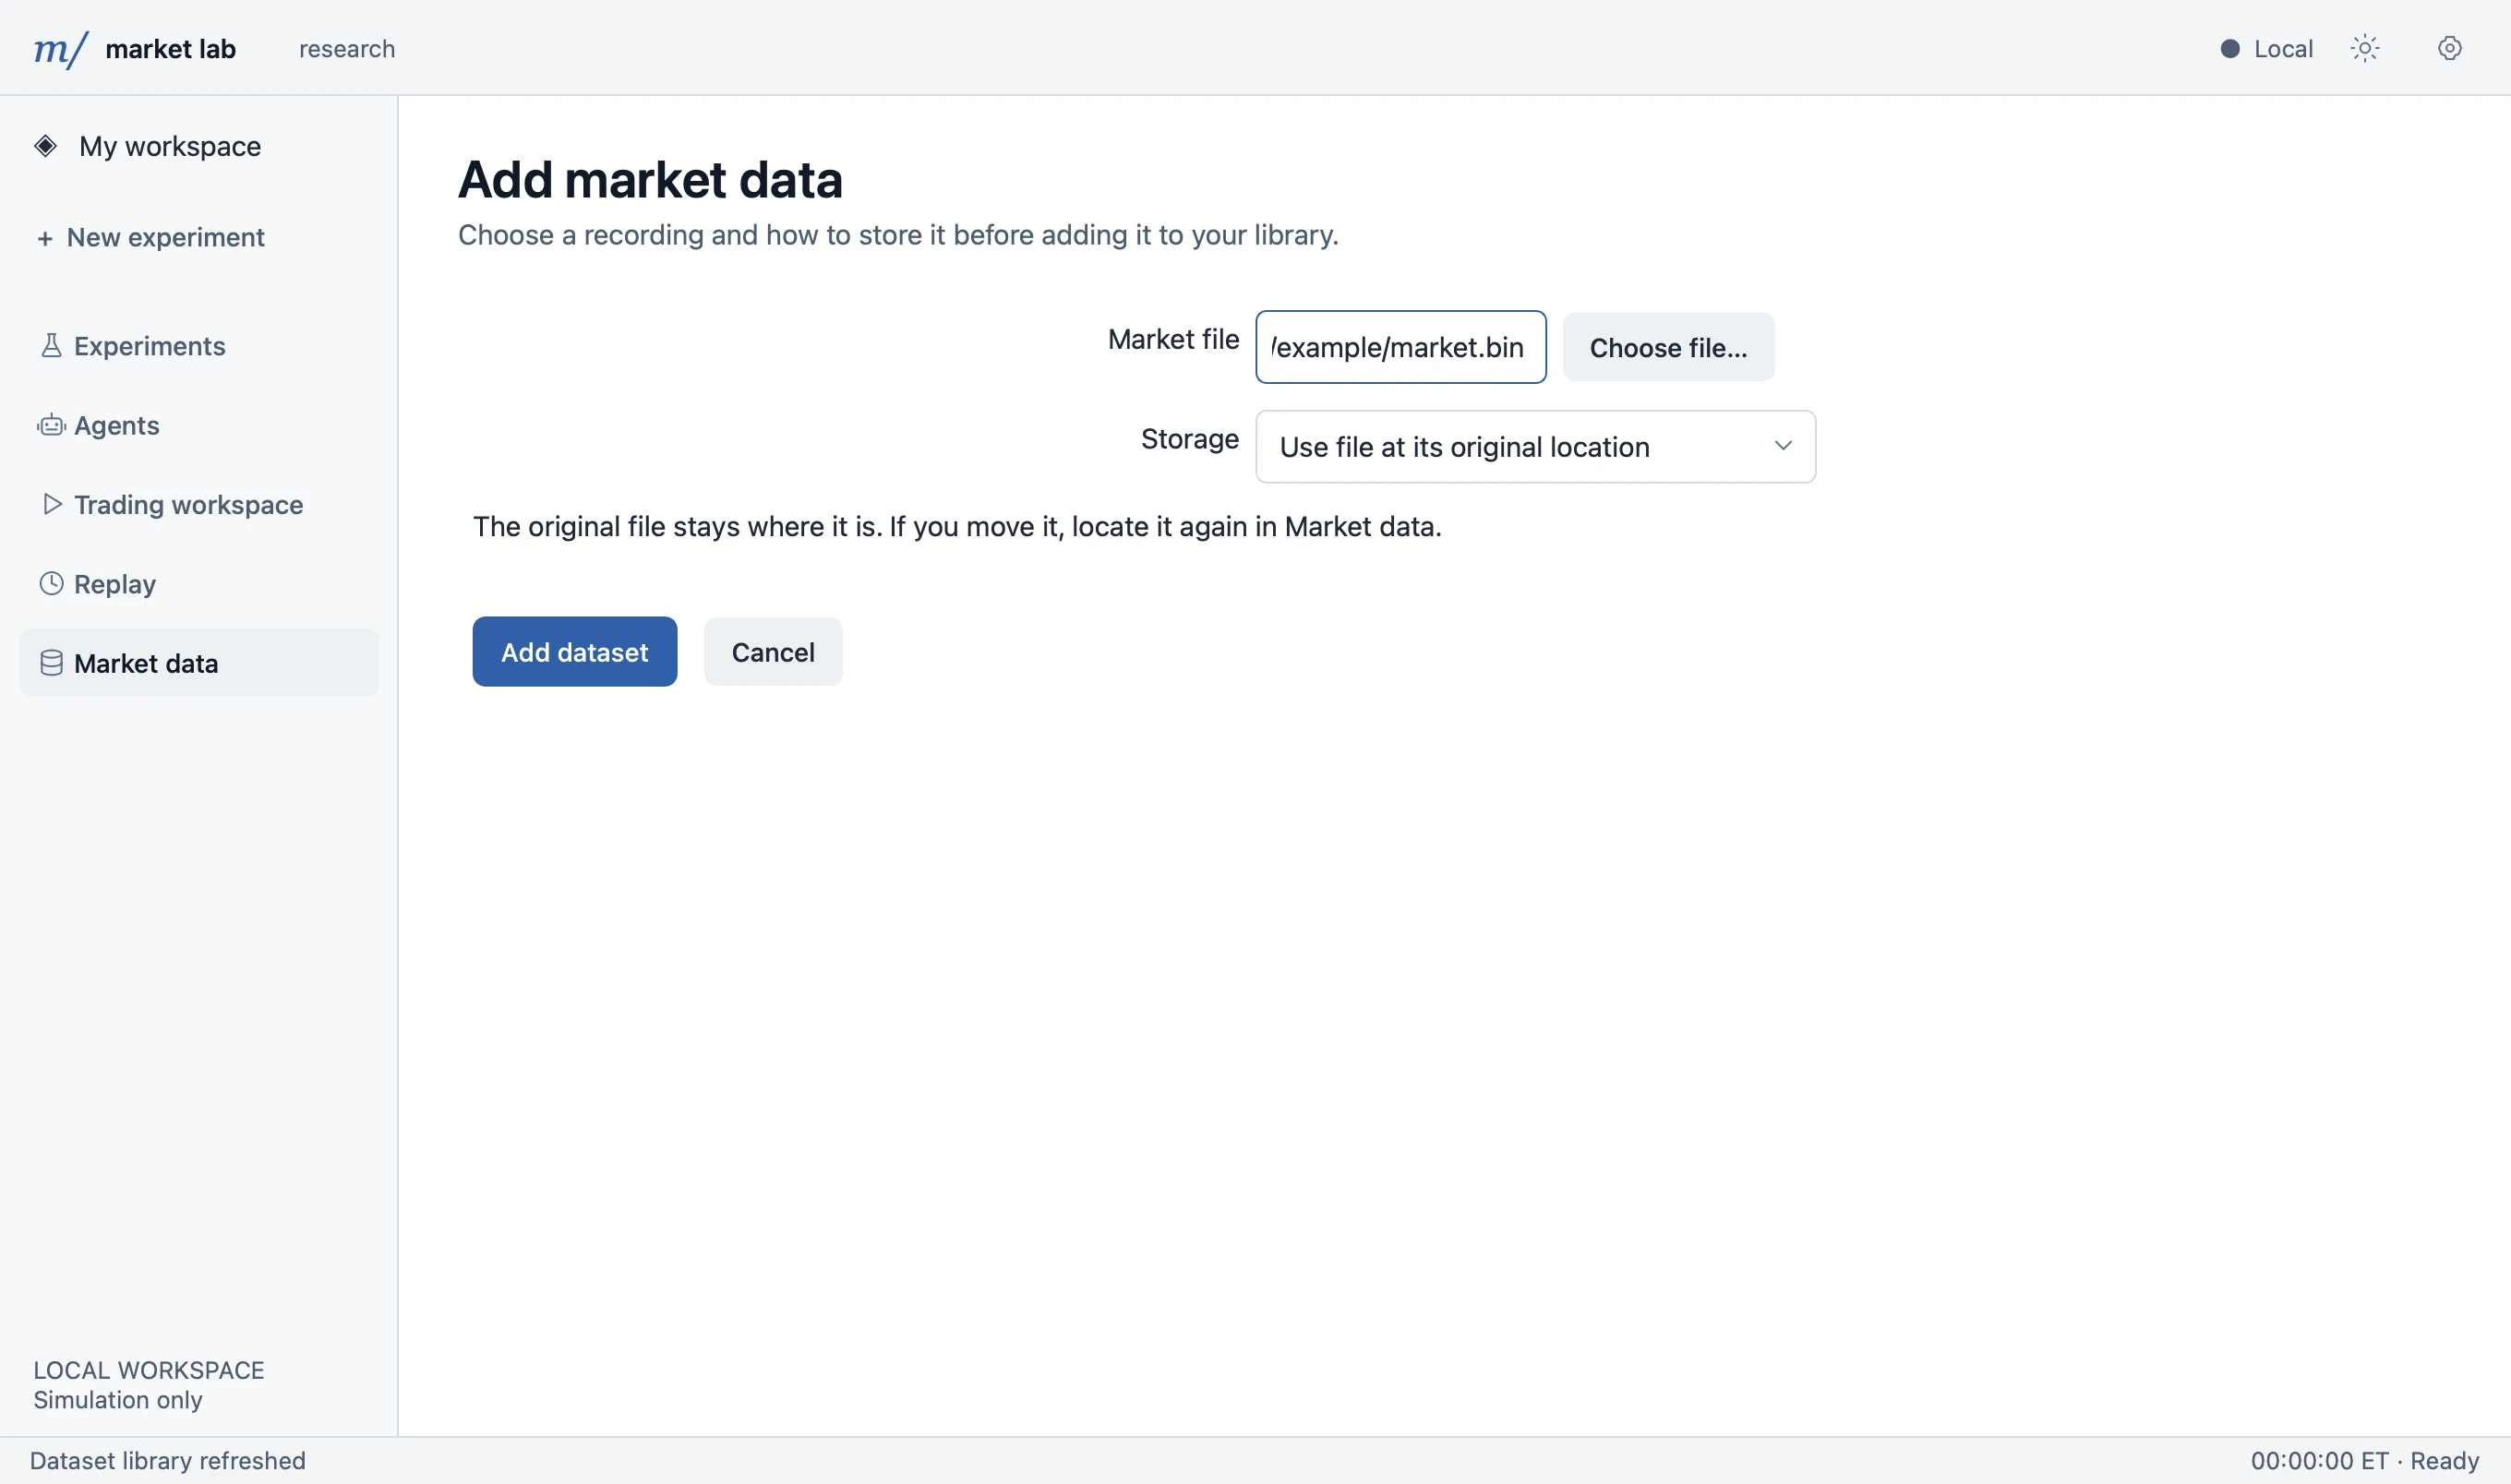 m/ market lab research Local
My workspace
+ New experiment
Experiments
Agents
Trading workspace
Replay
Market data
LOCAL WORKSPACE
Simulation only
Add market data
Choose a recording and how to store it before adding it to your library.
Market file /example/market.bin Choose file...
Storage Use file at its original location
The original file stays where it is. If you move it, locate it again in Market data.
Add dataset Cancel
Dataset library refreshed 00:00:00 ET · Ready